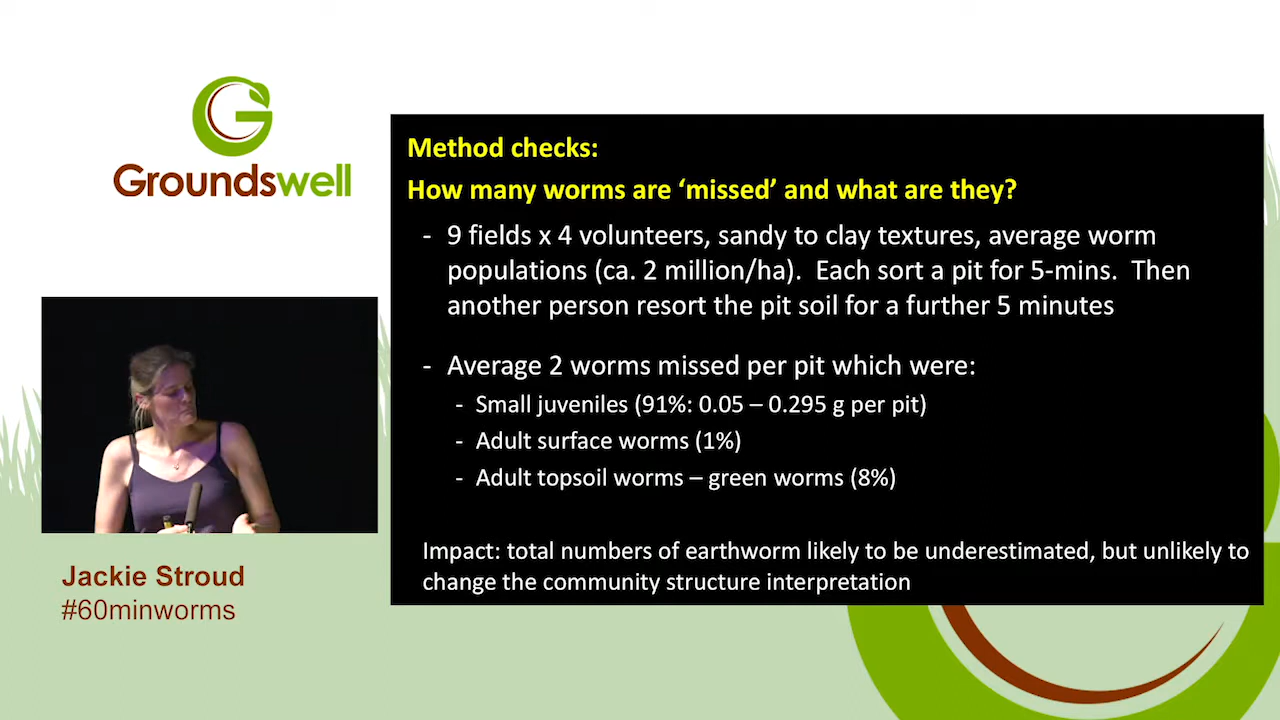 Groundswell
Method checks:
How many worms are ‘missed’ and what are they?
- 9 fields x 4 volunteers, sandy to clay textures, average worm
populations (ca. 2 million/ha). Each sort a pit for 5-mins. Then
another person resort the pit soil for a further 5 minutes
- Average 2 worms missed per pit which were:
- Small juveniles (91%: 0.05 – 0.295 g per pit)
- Adult surface worms (1%)
- Adult topsoil worms – green worms (8%)
Impact: total numbers of earthworm likely to be underestimated, but unlikely to
change the community structure interpretation
Jackie Stroud
#60minworms